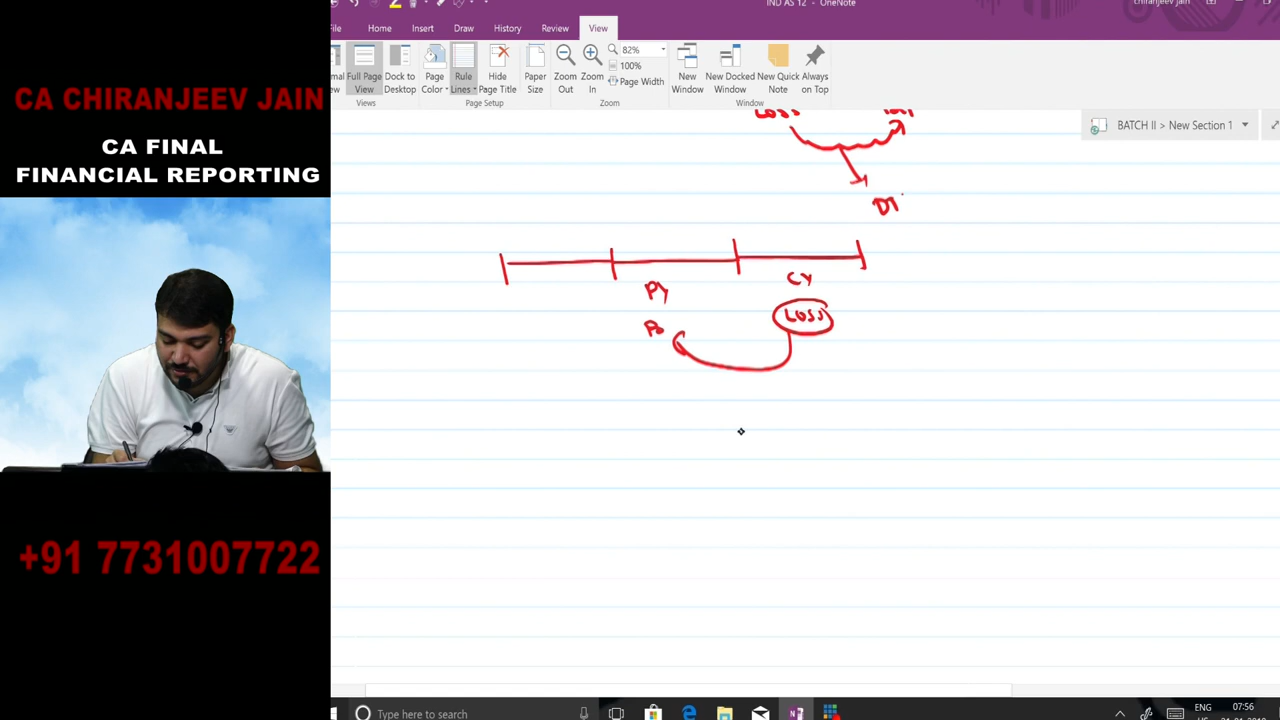 IND AS 12 - OneNote
chiranjeev jain
CA CHIRANJEEV JAIN
CA FINAL
FINANCIAL REPORTING
+91 7731007722
File Home Insert Draw History Review View
Full Page View
Dock to Desktop
Views
Page Color
Rule Lines
Hide Page Title
Paper Size
Page Setup
Zoom Out
Zoom In
82%
100%
Page Width
Zoom
New Window
New Docked Window
New Quick Note
Always on Top
Window
BATCH II > New Section 1
Loss
DT
PY
CY
Loss
Type here to search
ENG
07:56